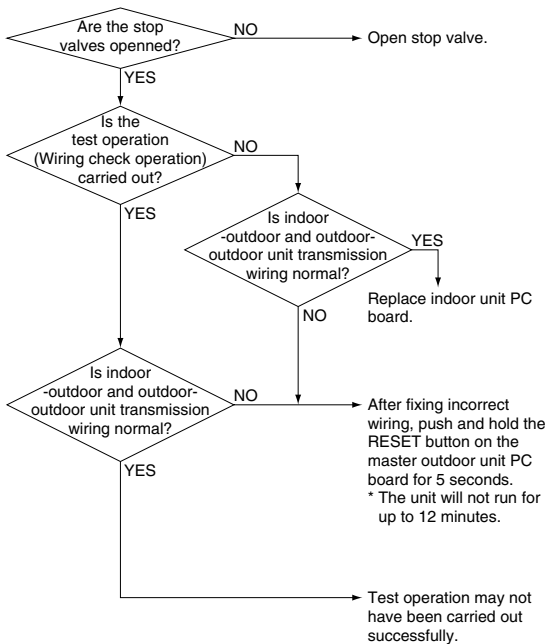 Are the stop
valves openned?
NO
Open stop valve.
YES
Is the
test operation
(Wiring check operation)
carried out?
NO
YES
Is indoor
-outdoor and outdoor-
outdoor unit transmission
wiring normal?
YES
Replace indoor unit PC
board.
NO
Is indoor
-outdoor and outdoor-
outdoor unit transmission
wiring normal?
NO
After fixing incorrect
wiring, push and hold the
RESET button on the
master outdoor unit PC
board for 5 seconds.
* The unit will not run for
up to 12 minutes.
YES
Test operation may not
have been carried out
successfully.